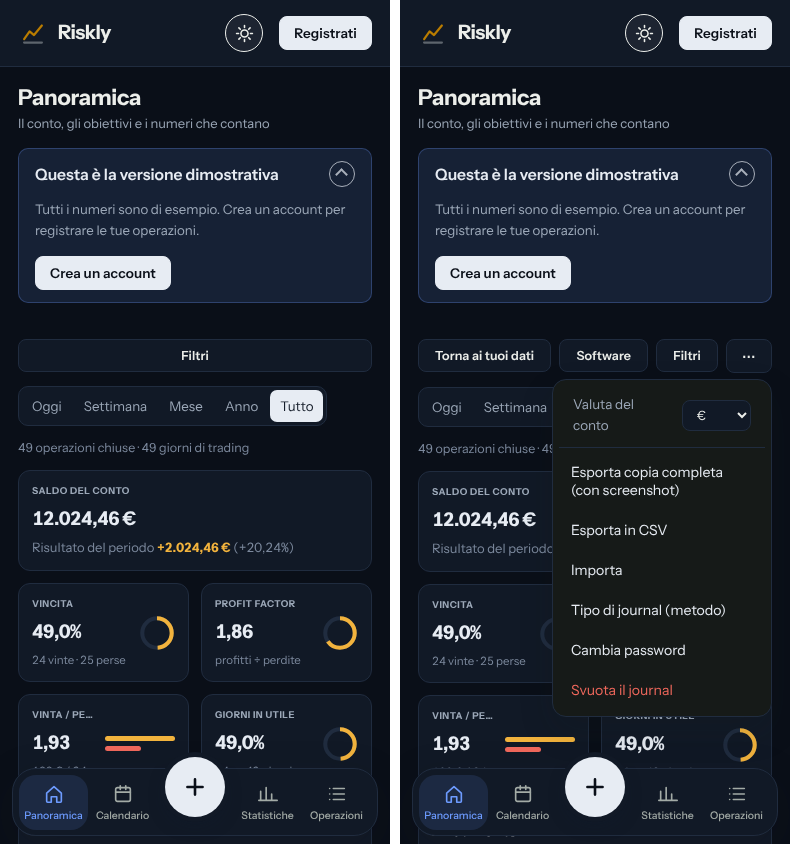 Riskly
Registrati
Panoramica
Il conto, gli obiettivi e i numeri che contano
Questa è la versione dimostrativa
Tutti i numeri sono di esempio. Crea un account per
registrare le tue operazioni.
Crea un account
Filtri
Oggi Settimana Mese Anno Tutto
49 operazioni chiuse · 49 giorni di trading
SALDO DEL CONTO
12.024,46 €
Risultato del periodo +2.024,46 € (+20,24%)
VINCITA
49,0%
24 vinte · 25 perse
PROFIT FACTOR
1,86
profitti ÷ perdite
VINTA / PE…
1,93
GIORNI IN UTILE
49,0%
+
Panoramica Calendario Statistiche Operazioni
Riskly
Registrati
Panoramica
Il conto, gli obiettivi e i numeri che contano
Questa è la versione dimostrativa
Tutti i numeri sono di esempio. Crea un account per
registrare le tue operazioni.
Crea un account
Torna ai tuoi dati Software Filtri ...
Oggi Settimana
49 operazioni chiuse · 49
SALDO DEL CONTO
12.024,46 €
Risultato del periodo
VINCITA
49,0%
24 vinte · 25 perse
Valuta del
conto
€
Esporta copia completa
(con screenshot)
Esporta in CSV
Importa
Tipo di journal (metodo)
Cambia password
Svuota il journal
VINTA / PE…
1,93
GIORNI IN UTILE
49,0%
+
Panoramica Calendario Statistiche Operazioni